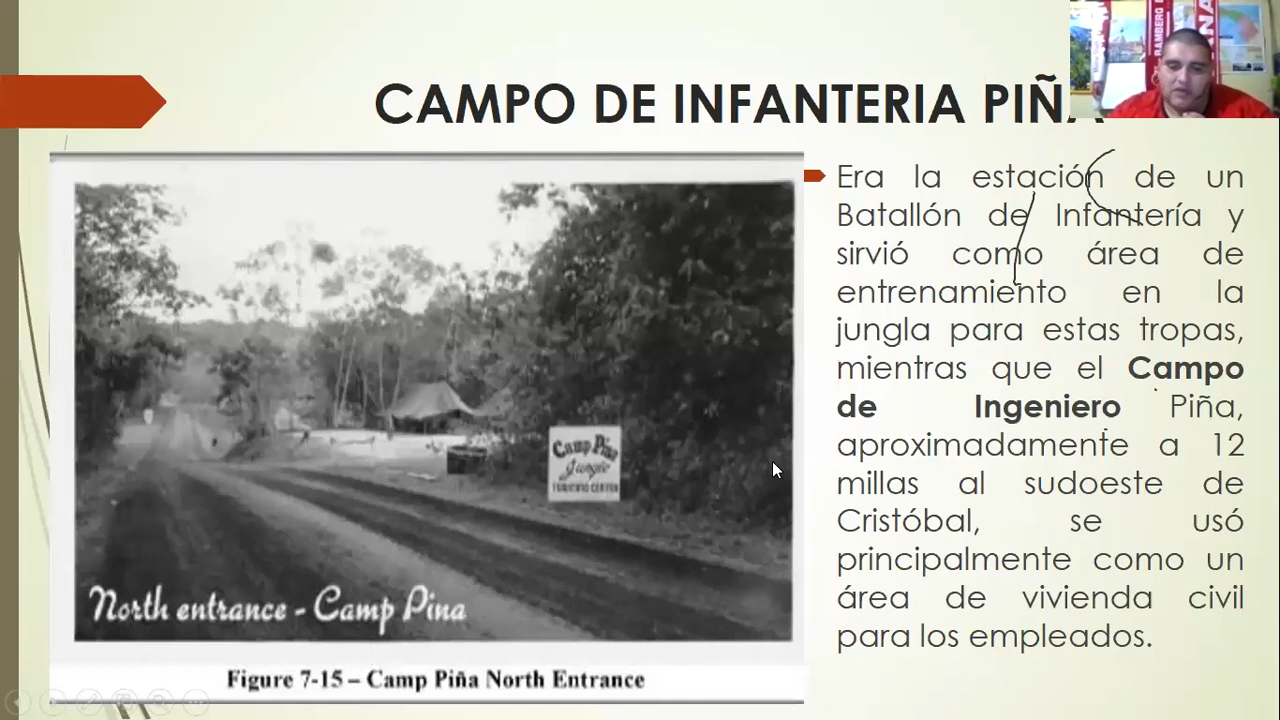 CAMPO DE INFANTERIA PIÑA
BAMBERO
ANA
Era la estación de un
Batallón de Infantería y
sirvió como área de
entrenamiento en la
jungla para estas tropas,
mientras que el Campo
de Ingeniero Piña,
aproximadamente a 12
millas al sudoeste de
Cristóbal, se usó
principalmente como un
área de vivienda civil
para los empleados.
Camp Pina
Jungle
TRAINING CENTER
North entrance - Camp Pina
Figure 7-15 – Camp Piña North Entrance